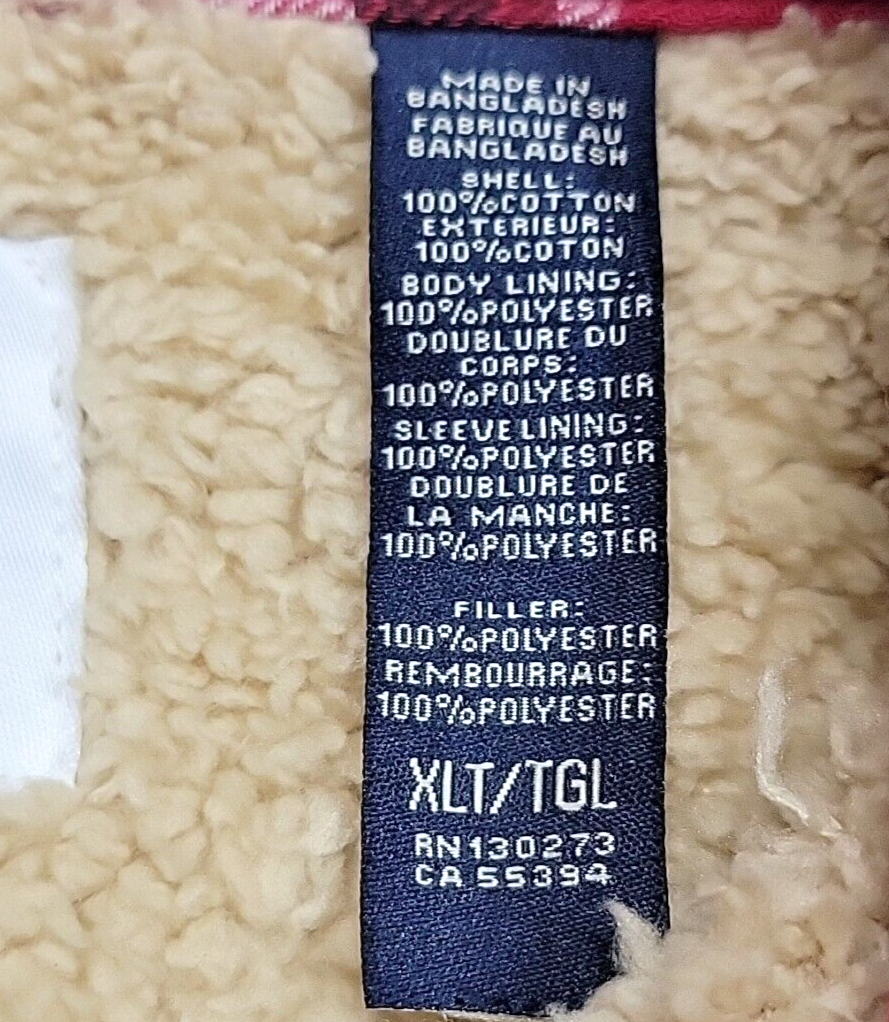 MADE IN
BANGLADESH
FABRIQUE AU
BANGLADESH
SHELL:
100%COTTON
EXTERIEUR:
100%COTON
BODY LINING:
100%POLYESTER
DOUBLURE DU
CORPS:
100%POLYESTER
SLEEVE LINING:
100%POLYESTER
DOUBLURE DE
LA MANCHE:
100%POLYESTER
FILLER:
100%POLYESTER
REMBOURRAGE:
100%POLYESTER
XLT/TGL
RN130273
CA 55394